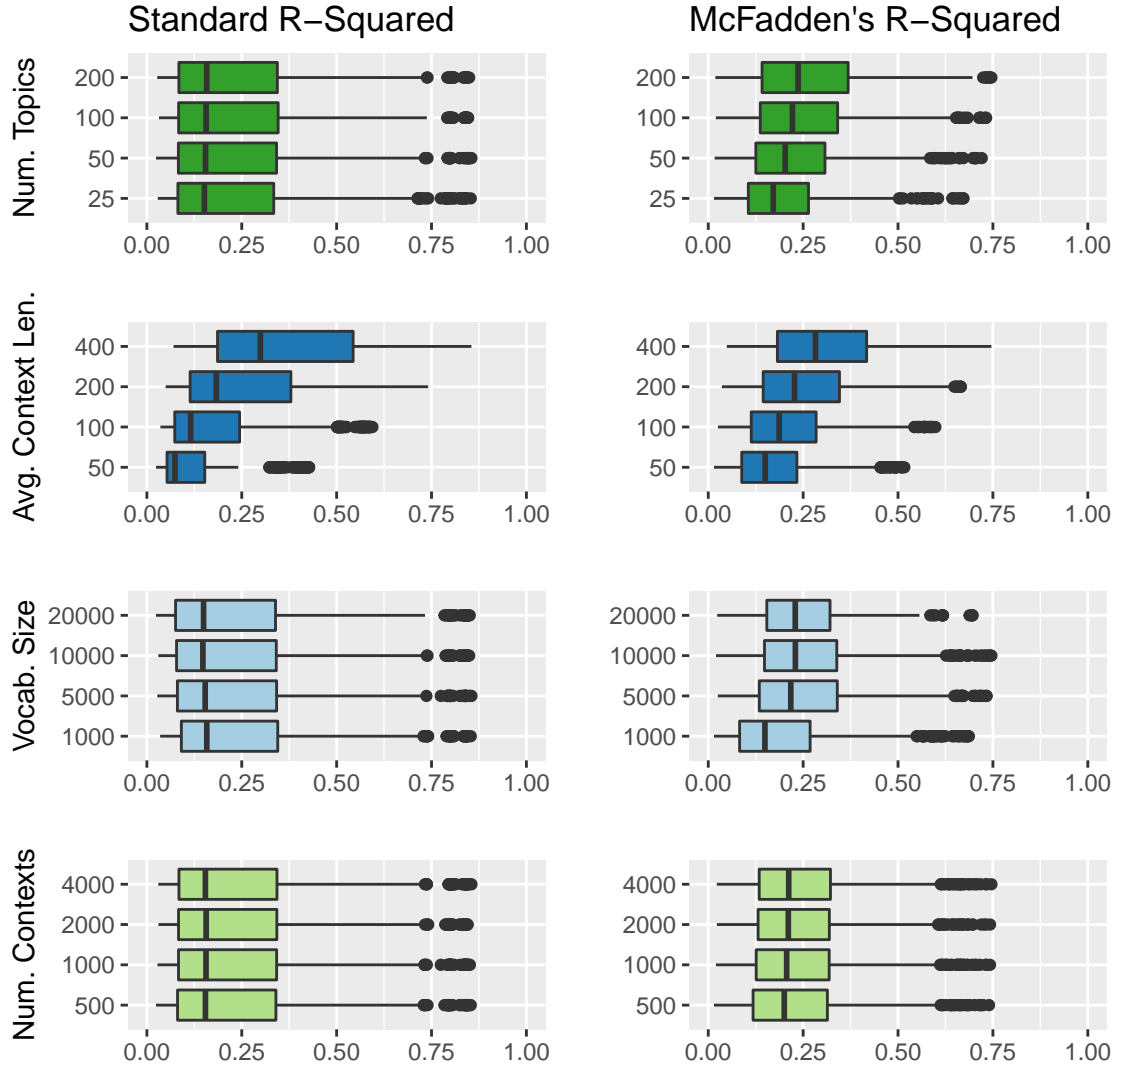 Standard R−Squared
McFadden's R−Squared
Num. Topics
200
100
50
25
0.00 0.25 0.50 0.75 1.00
200
100
50
25
0.00 0.25 0.50 0.75 1.00
Avg. Context Len.
400
200
100
50
0.00 0.25 0.50 0.75 1.00
400
200
100
50
0.00 0.25 0.50 0.75 1.00
Vocab. Size
20000
10000
5000
1000
0.00 0.25 0.50 0.75 1.00
20000
10000
5000
1000
0.00 0.25 0.50 0.75 1.00
Num. Contexts
4000
2000
1000
500
0.00 0.25 0.50 0.75 1.00
4000
2000
1000
500
0.00 0.25 0.50 0.75 1.00